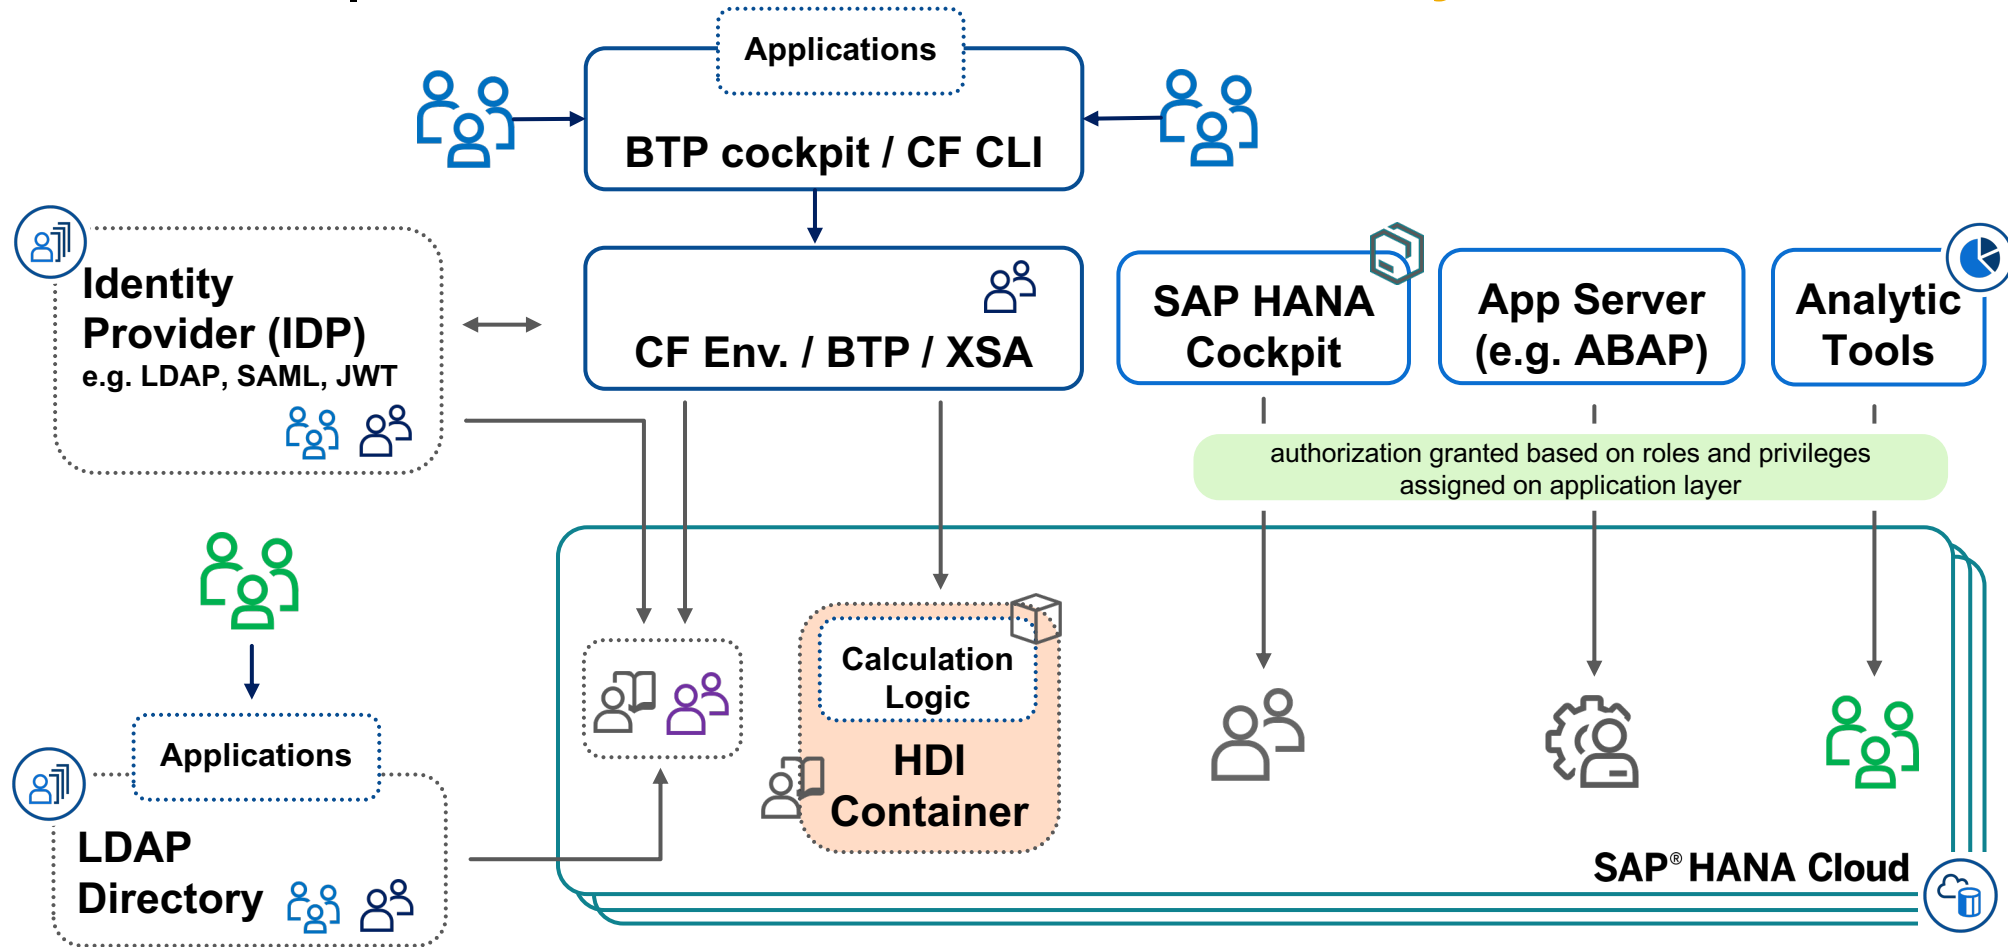 Applications
BTP cockpit / CF CLI
Identity
Provider (IDP)
e.g. LDAP, SAML, JWT
CF Env. / BTP / XSA
SAP HANA
Cockpit
App Server
(e.g. ABAP)
Analytic
Tools
authorization granted based on roles and privileges
assigned on application layer
Applications
LDAP
Directory
Calculation
Logic
HDI
Container
SAP® HANA Cloud